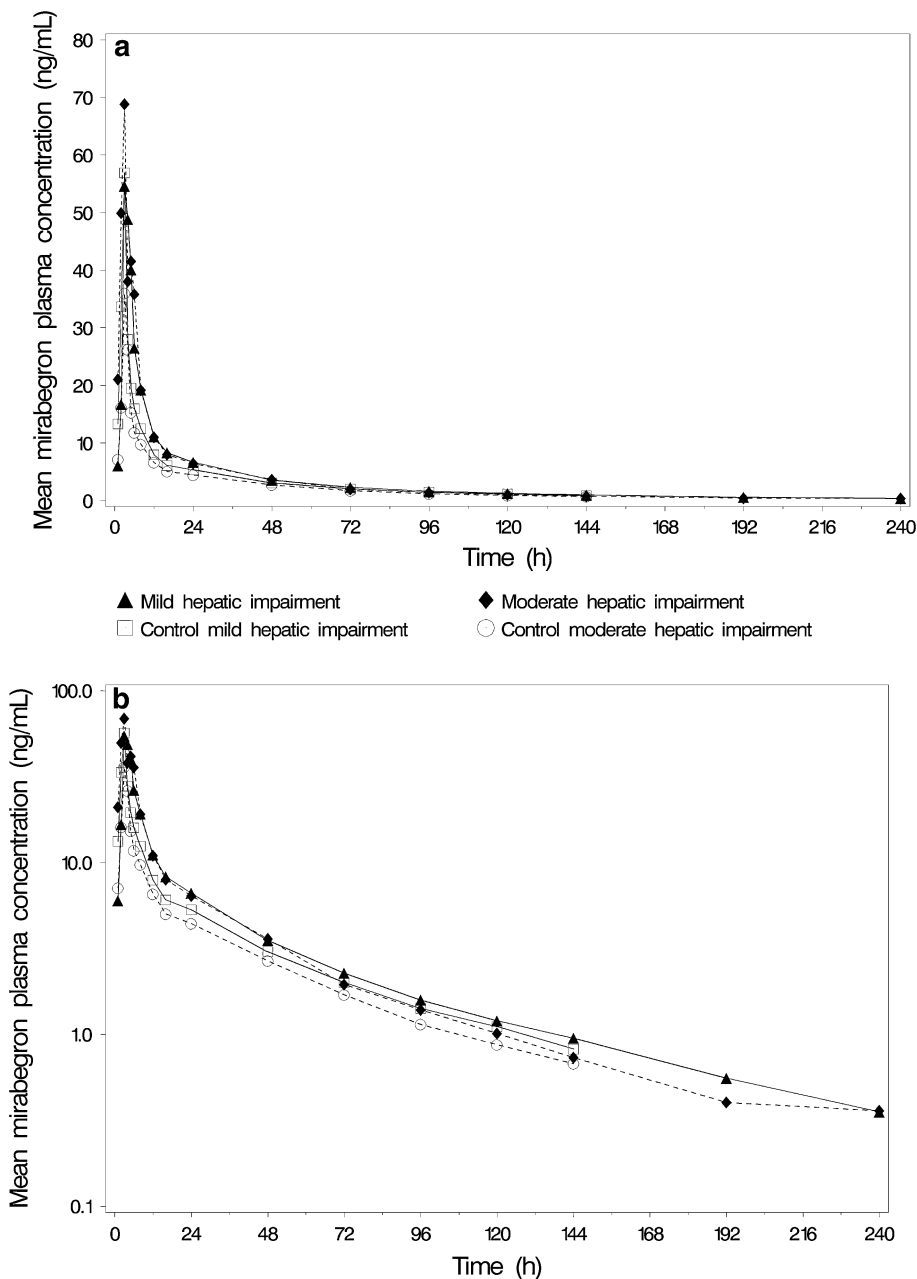 a
Mean mirabegron plasma concentration (ng/mL)
80
70
60
50
40
30
20
10
0
0 24 48 72 96 120 144 168 192 216 240
Time (h)
Mild hepatic impairment Moderate hepatic impairment
Control mild hepatic impairment Control moderate hepatic impairment
b
Mean mirabegron plasma concentration (ng/mL)
100.0
10.0
1.0
0.1
0 24 48 72 96 120 144 168 192 216 240
Time (h)